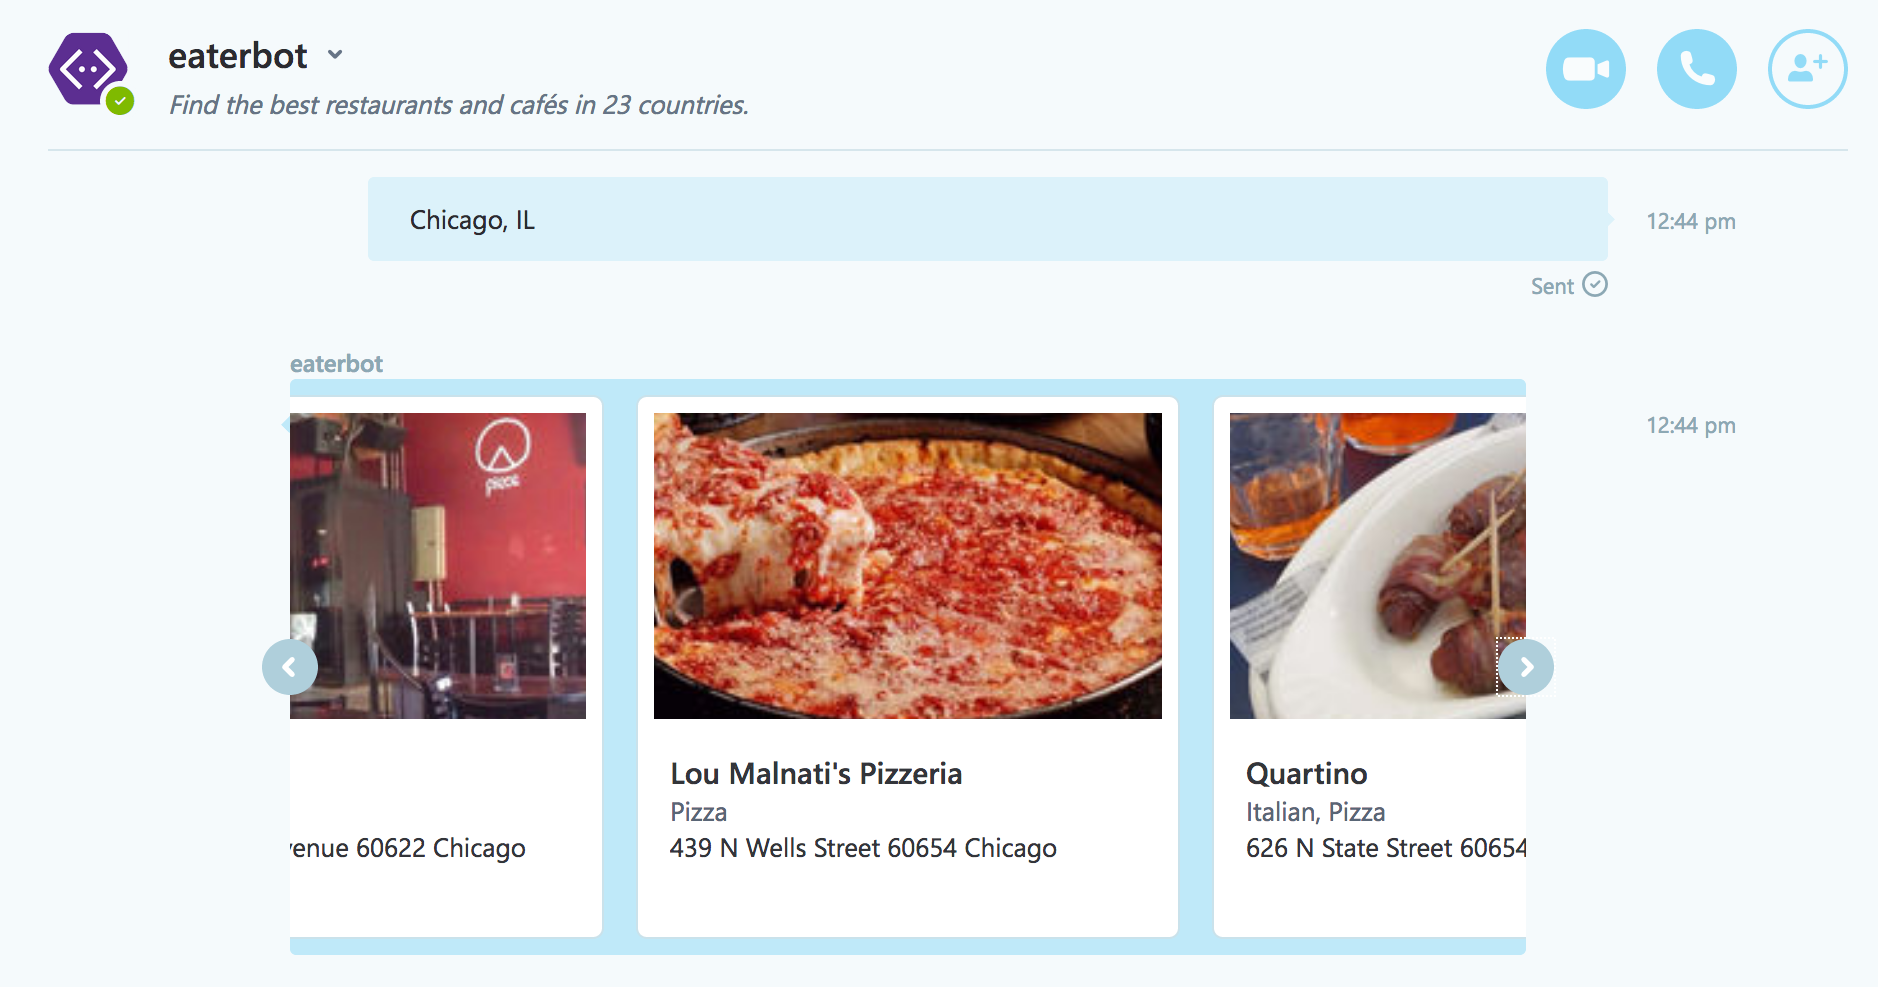 eaterbot
Find the best restaurants and cafés in 23 countries.
Chicago, IL
12:44 pm
Sent
eaterbot
12:44 pm
piece
venue 60622 Chicago
Lou Malnati's Pizzeria
Pizza
439 N Wells Street 60654 Chicago
Quartino
Italian, Pizza
626 N State Street 60654